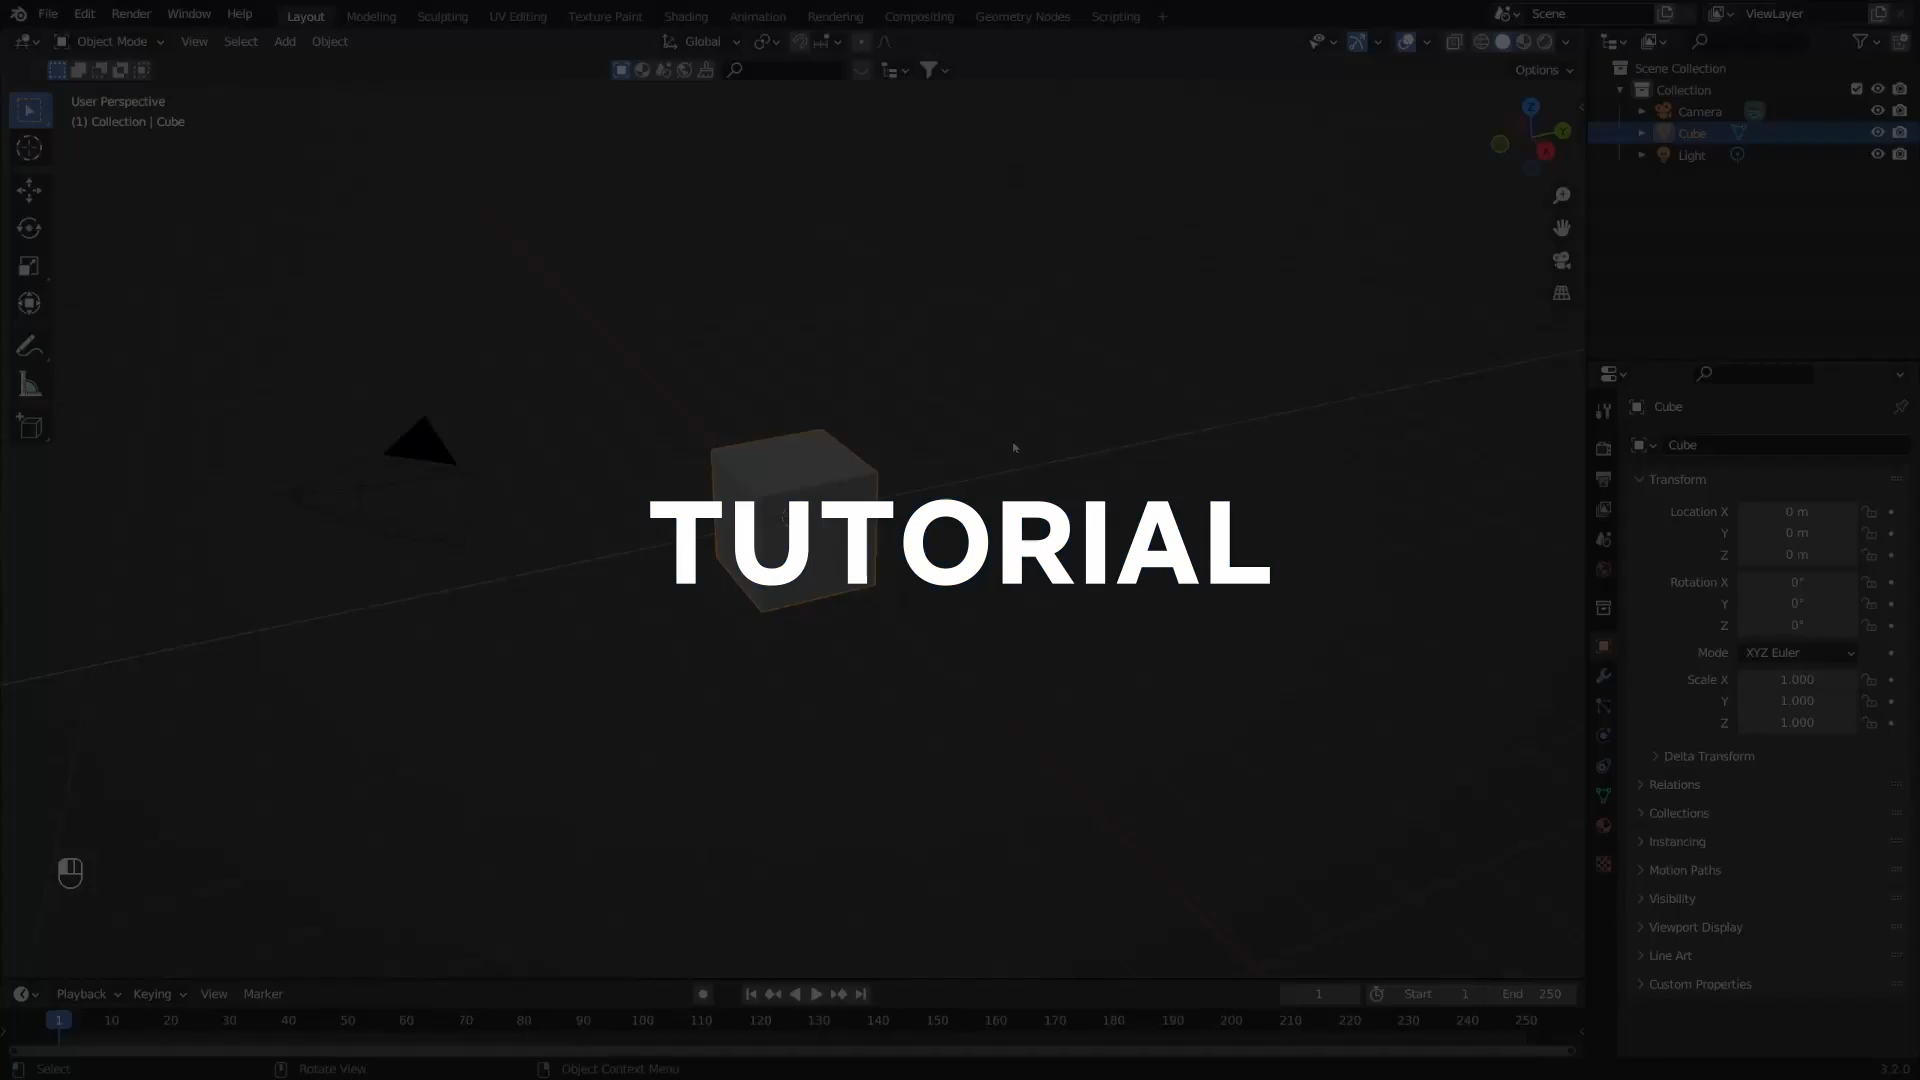 File Edit Render Window Help Layout Modeling Sculpting UV Editing Texture Paint Shading Animation Rendering Compositing Geometry Nodes Scripting + Scene ViewLayer
Object Mode View Select Add Object Global
Options
User Perspective
(1) Collection | Cube
Z
Y
X
Scene Collection
Collection
Camera
Cube
Light
TUTORIAL
Cube
Cube
Transform
Location X 0 m
Y 0 m
Z 0 m
Rotation X 0°
Y 0°
Z 0°
Mode XYZ Euler
Scale X 1.000
Y 1.000
Z 1.000
Delta Transform
Relations
Collections
Instancing
Motion Paths
Visibility
Viewport Display
Line Art
Custom Properties
Playback Keying View Marker 1 Start 1 End 250
1 10 20 30 40 50 60 70 80 90 100 110 120 130 140 150 160 170 180 190 200 210 220 230 240 250
Select Rotate View Object Context Menu 3.2.0